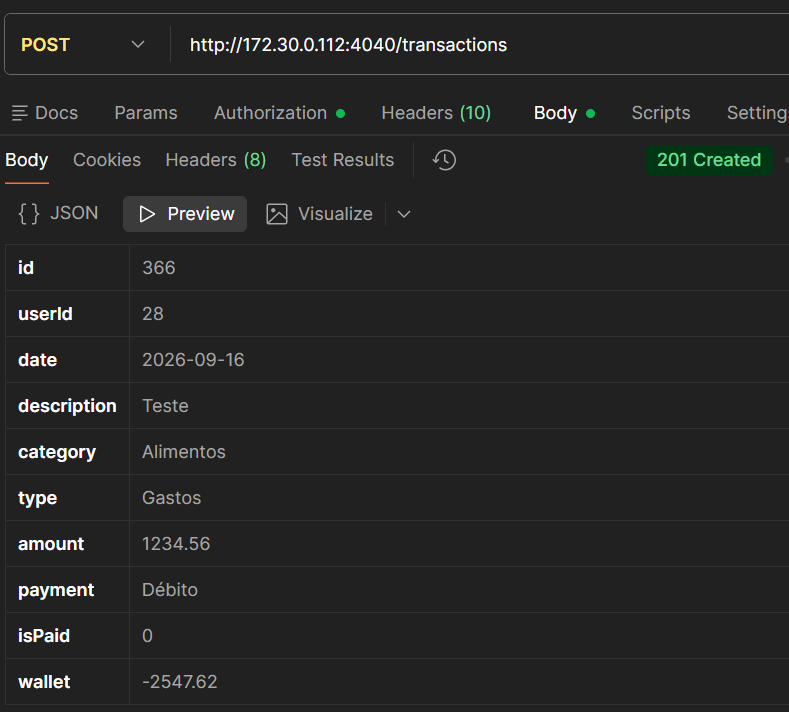 POST http://172.30.0.112:4040/transactions
Docs Params Authorization Headers (10) Body Scripts
Body Cookies Headers (8) Test Results 201 Created
{} JSON Preview Visualize
id 366
userId 28
date 2026-09-16
description Teste
category Alimentos
type Gastos
amount 1234.56
payment Débito
isPaid 0
wallet -2547.62